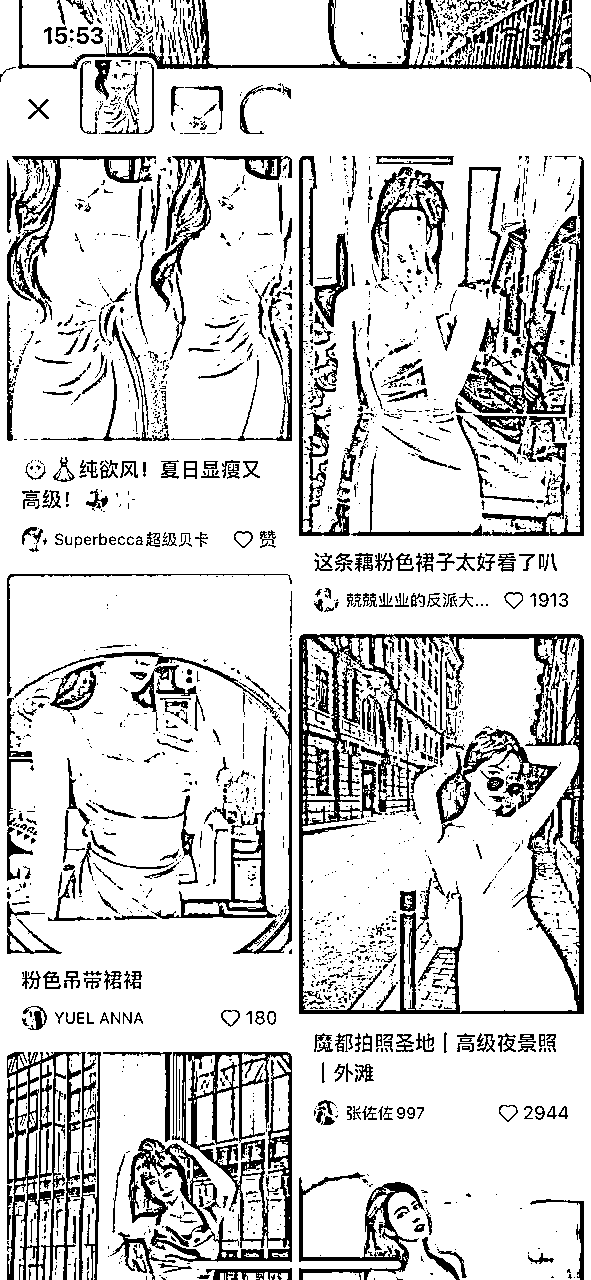 15:53
纯欲风！夏日显瘦又
高级！
Superbecca超级贝卡
赞
这条藕粉色裙子太好看了叭
兢兢业业的反派大...
1913
粉色吊带裙裙
YUEL ANNA
180
魔都拍照圣地｜高级夜景照
｜外滩
张佐佐997
2944